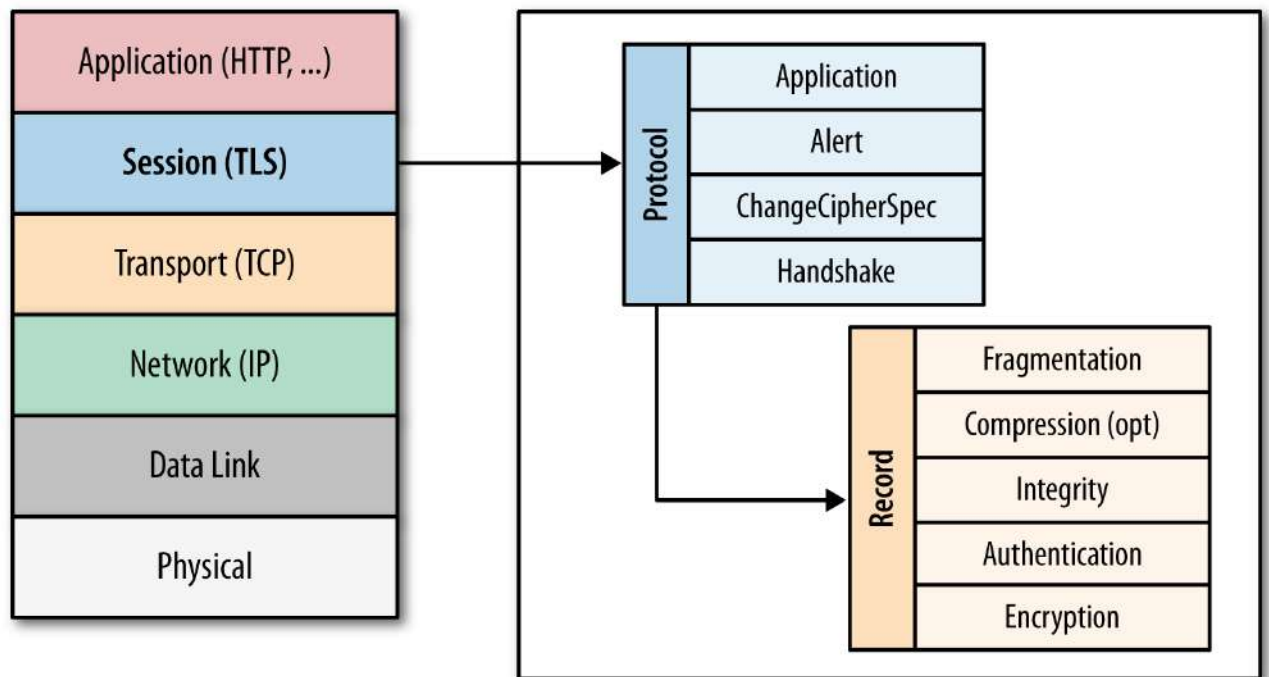 Application (HTTP, ...)
Session (TLS)
Transport (TCP)
Network (IP)
Data Link
Physical
Protocol
Application
Alert
ChangeCipherSpec
Handshake
Record
Fragmentation
Compression (opt)
Integrity
Authentication
Encryption